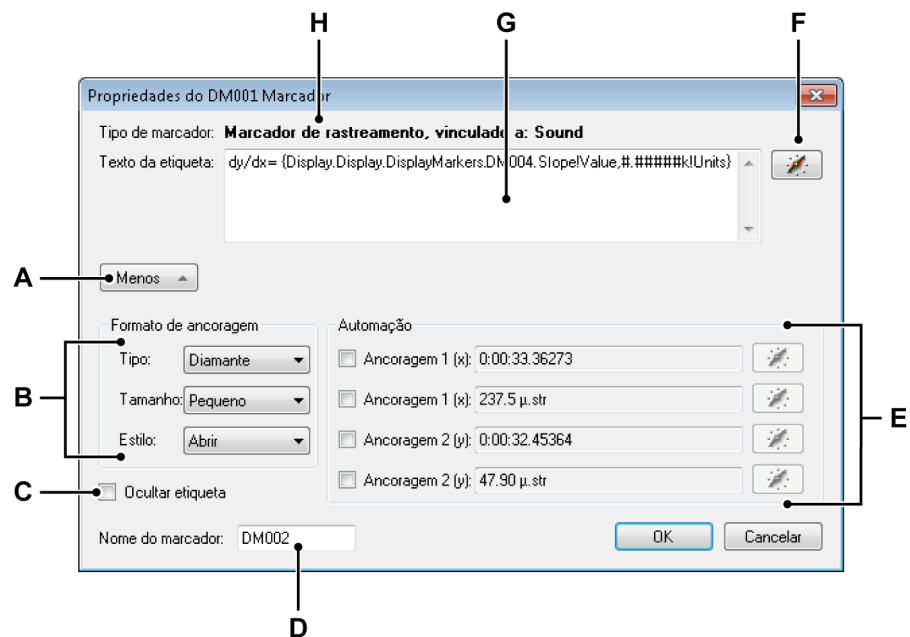 H G F
Propriedades do DM001 Marcador
Tipo de marcador: Marcador de rastreamento, vinculado a: Sound
Texto da etiqueta: dy/dx= {Display.Display.DisplayMarkers.DM004.Slope!Value,#.#####k!Units}
A
Menos
Formato de ancoragem
Automação
B
Tipo: Diamante
Tamanho: Pequeno
Estilo: Abrir
Ancoragem 1 (x): 0:00:33.36273
Ancoragem 1 (x): 237.5 µ.str
Ancoragem 2 (y): 0:00:32.45364
Ancoragem 2 (y): 47.90 µ.str
E
C
Ocultar etiqueta
Nome do marcador: DM002
OK Cancelar
D